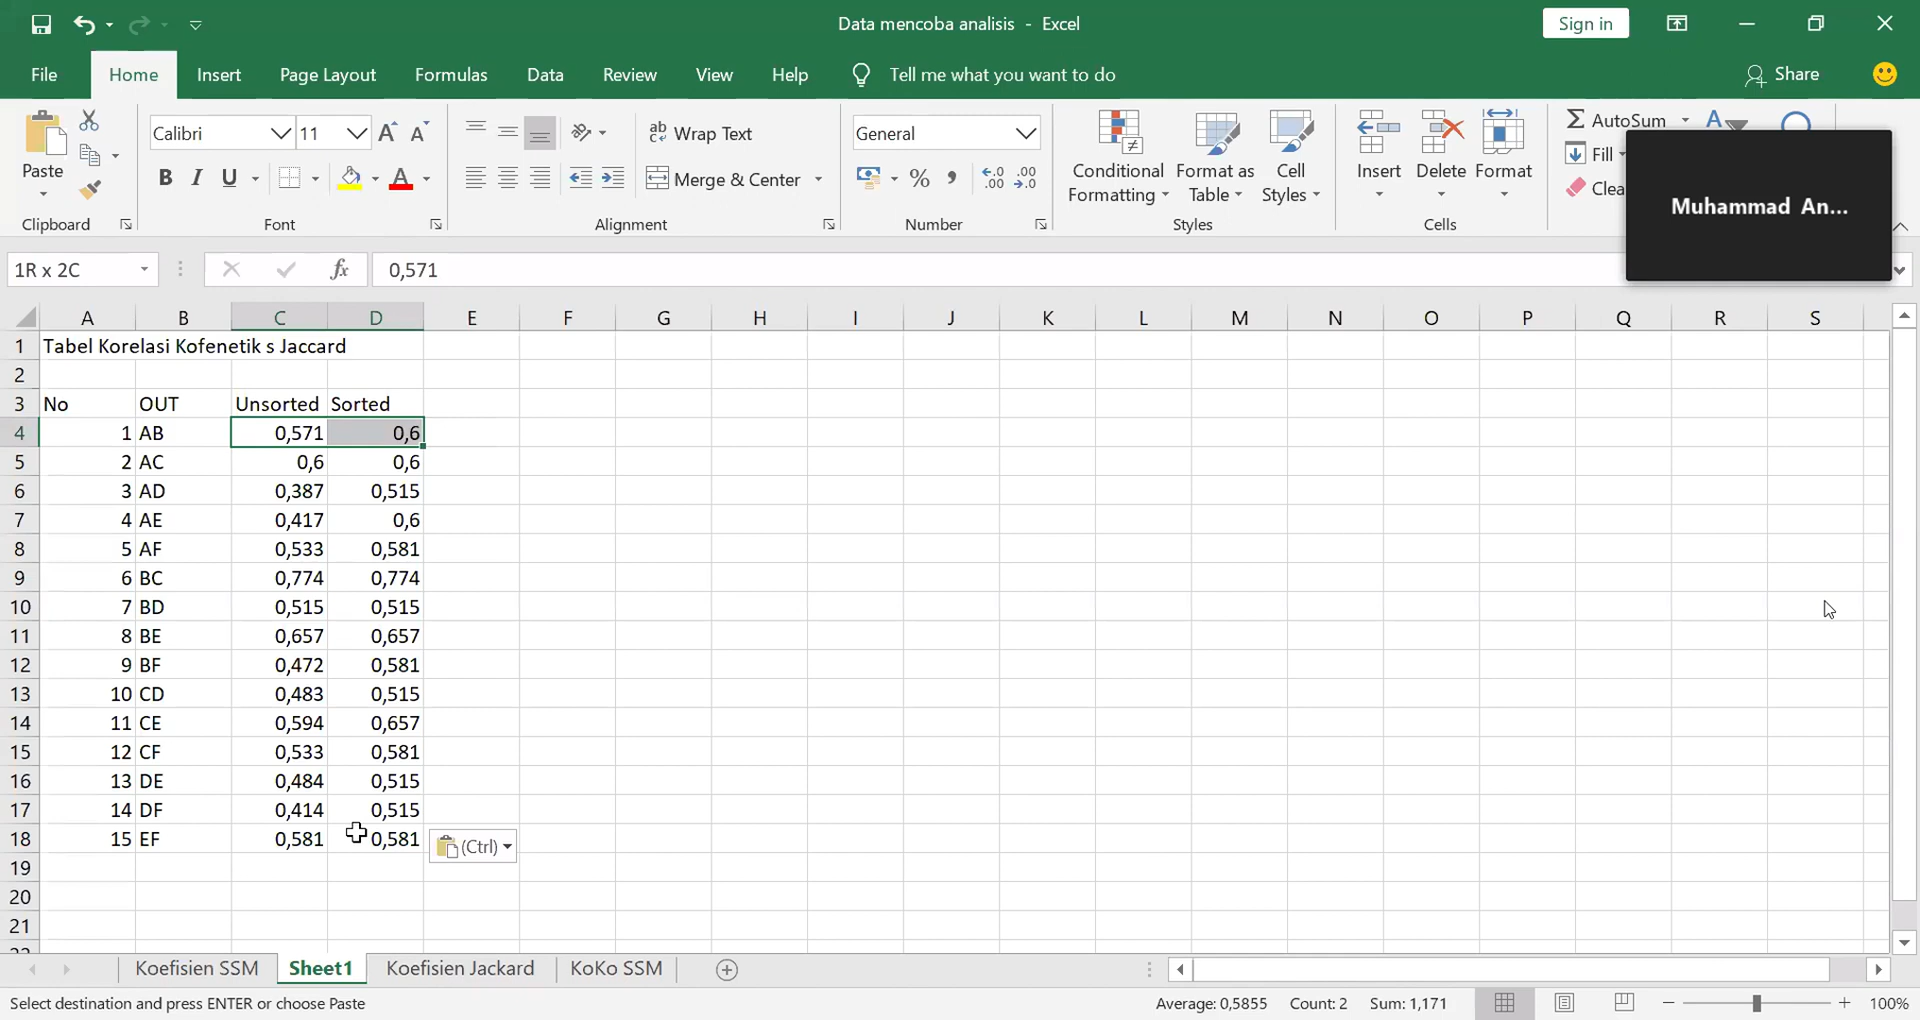 Data mencoba analisis - Excel
Sign in
File Home Insert Page Layout Formulas Data Review View Help Tell me what you want to do Share
Paste
Calibri 11 A A
Wrap Text
General
Conditional Formatting
Format as Table
Cell Styles
Insert Delete Format
AutoSum
Fill
Clea
B I U A
Merge & Center
% ,
Clipboard Font Alignment Number Styles Cells
Muhammad An...
1R x 2C fx 0,571
A B C D E F G H I J K L M N O P Q R S
1 Tabel Korelasi Kofenetik s Jaccard
2
3 No OUT Unsorted Sorted
4 1 AB 0,571 0,6
5 2 AC 0,6 0,6
6 3 AD 0,387 0,515
7 4 AE 0,417 0,6
8 5 AF 0,533 0,581
9 6 BC 0,774 0,774
10 7 BD 0,515 0,515
11 8 BE 0,657 0,657
12 9 BF 0,472 0,581
13 10 CD 0,483 0,515
14 11 CE 0,594 0,657
15 12 CF 0,533 0,581
16 13 DE 0,484 0,515
17 14 DF 0,414 0,515
18 15 EF 0,581 0,581
(Ctrl)
19
20
21
Koefisien SSM Sheet1 Koefisien Jackard KoKo SSM
Select destination and press ENTER or choose Paste Average: 0,5855 Count: 2 Sum: 1,171 100%